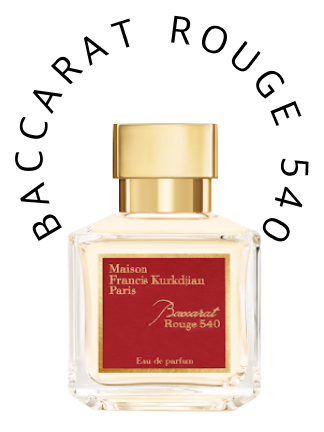 BACCARAT ROUGE 540
Maison
Francis Kurkdjian
Paris
Baccarat
Rouge 540
Eau de parfum